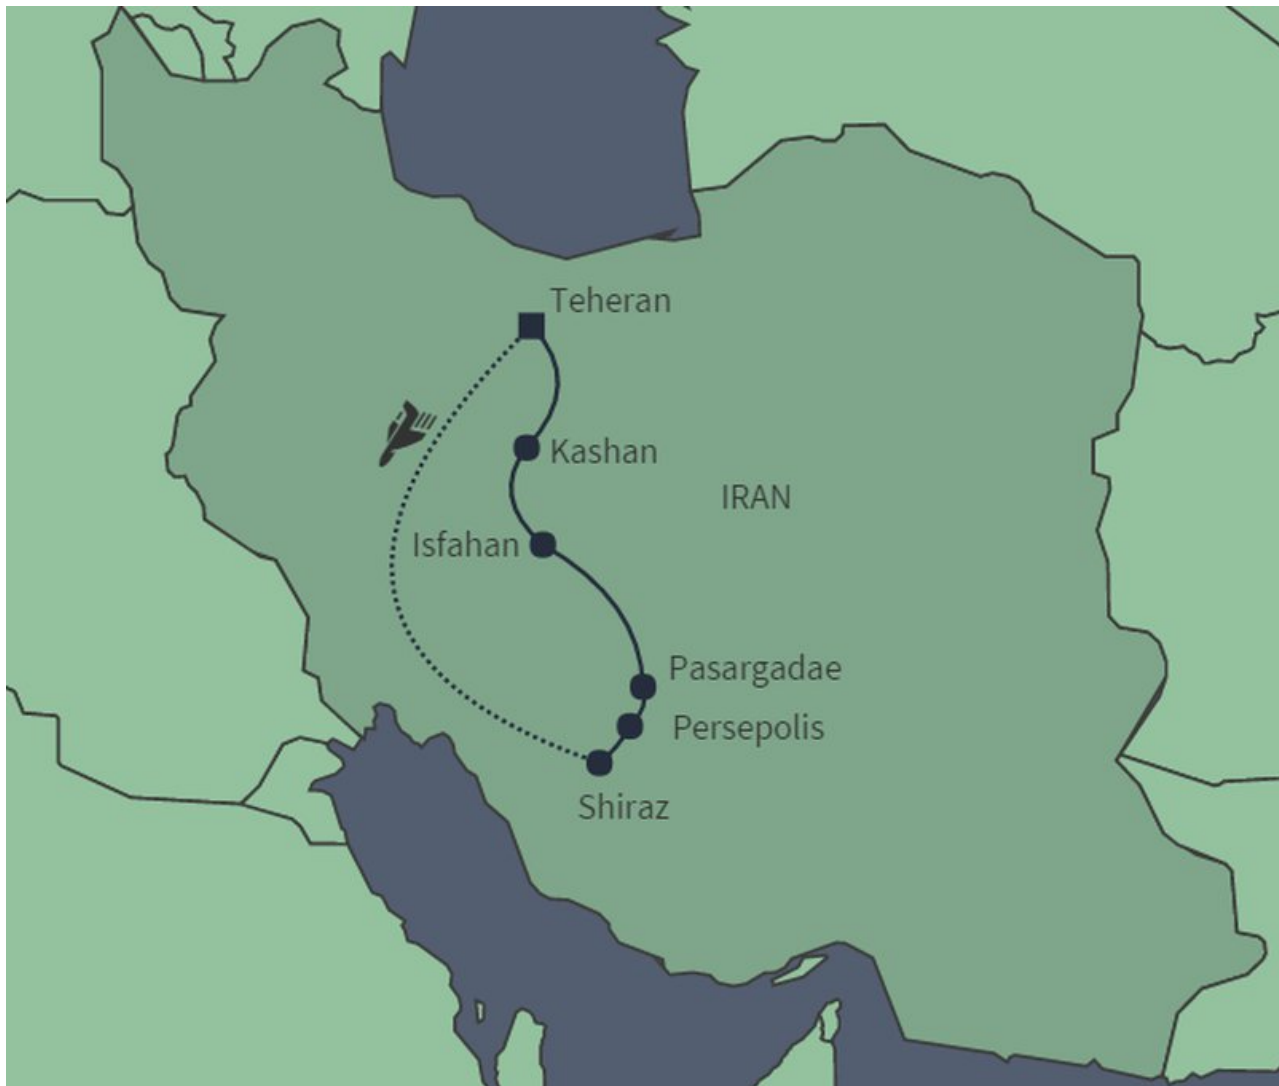 Teheran
Kashan
IRAN
Isfahan
Pasargadae
Persepolis
Shiraz